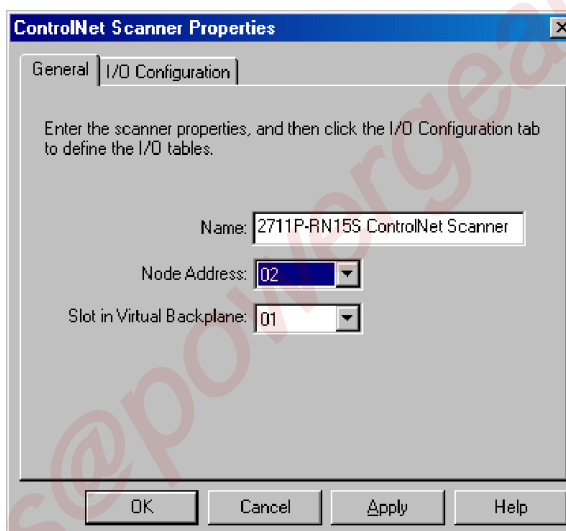 ControlNet Scanner Properties
General
I/O Configuration
Enter the scanner properties, and then click the I/O Configuration tab
to define the I/O tables.
Name: 2711P-RN15S ControlNet Scanner
Node Address: 02
Slot in Virtual Backplane: 01
OK
Cancel
Apply
Help
s@powergea